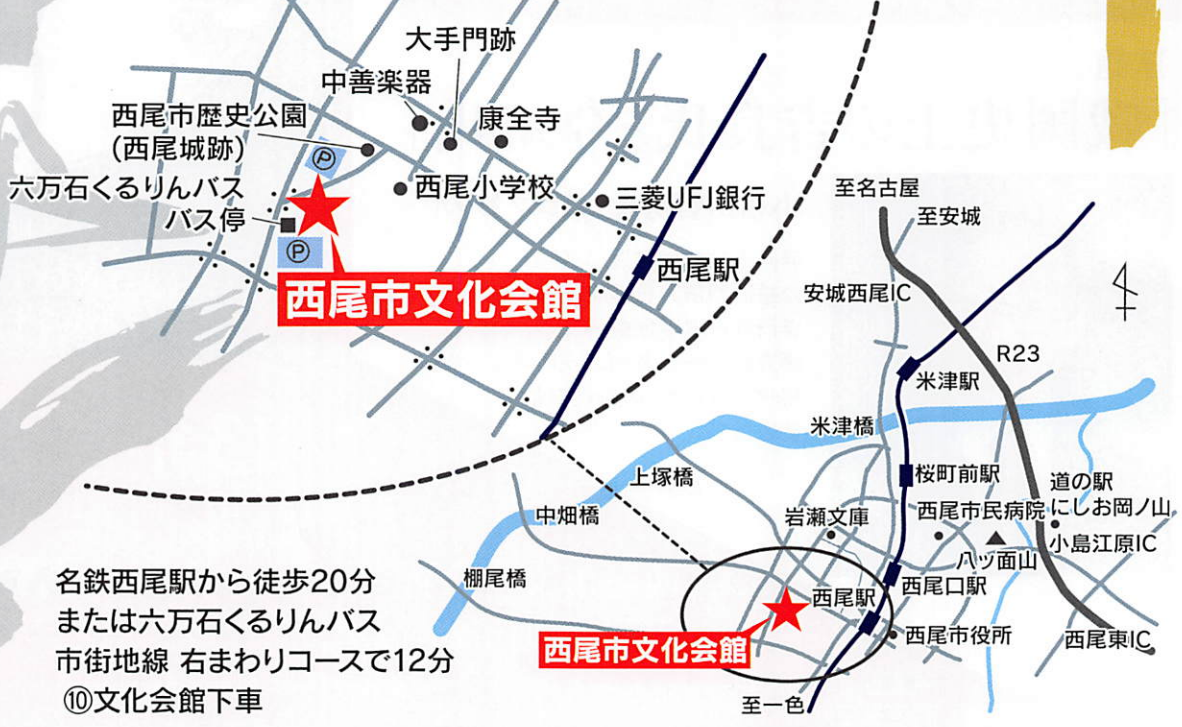 大手門跡
中善楽器
西尾市歴史公園
(西尾城跡)
康全寺
P
六万石くるりんバス
バス停
西尾小学校
三菱UFJ銀行
P
西尾駅
西尾市文化会館
至名古屋
至安城
安城西尾IC
R23
米津駅
米津橋
上塚橋
桜町前駅
中畑橋
岩瀬文庫
西尾市民病院
道の駅
にしお岡ノ山
小島江原IC
八ッ面山
棚尾橋
西尾口駅
西尾駅
西尾市文化会館
西尾市役所
西尾東IC
至一色
名鉄西尾駅から徒歩20分
または六万石くるりんバス
市街地線 右まわりコースで12分
⑩文化会館下車